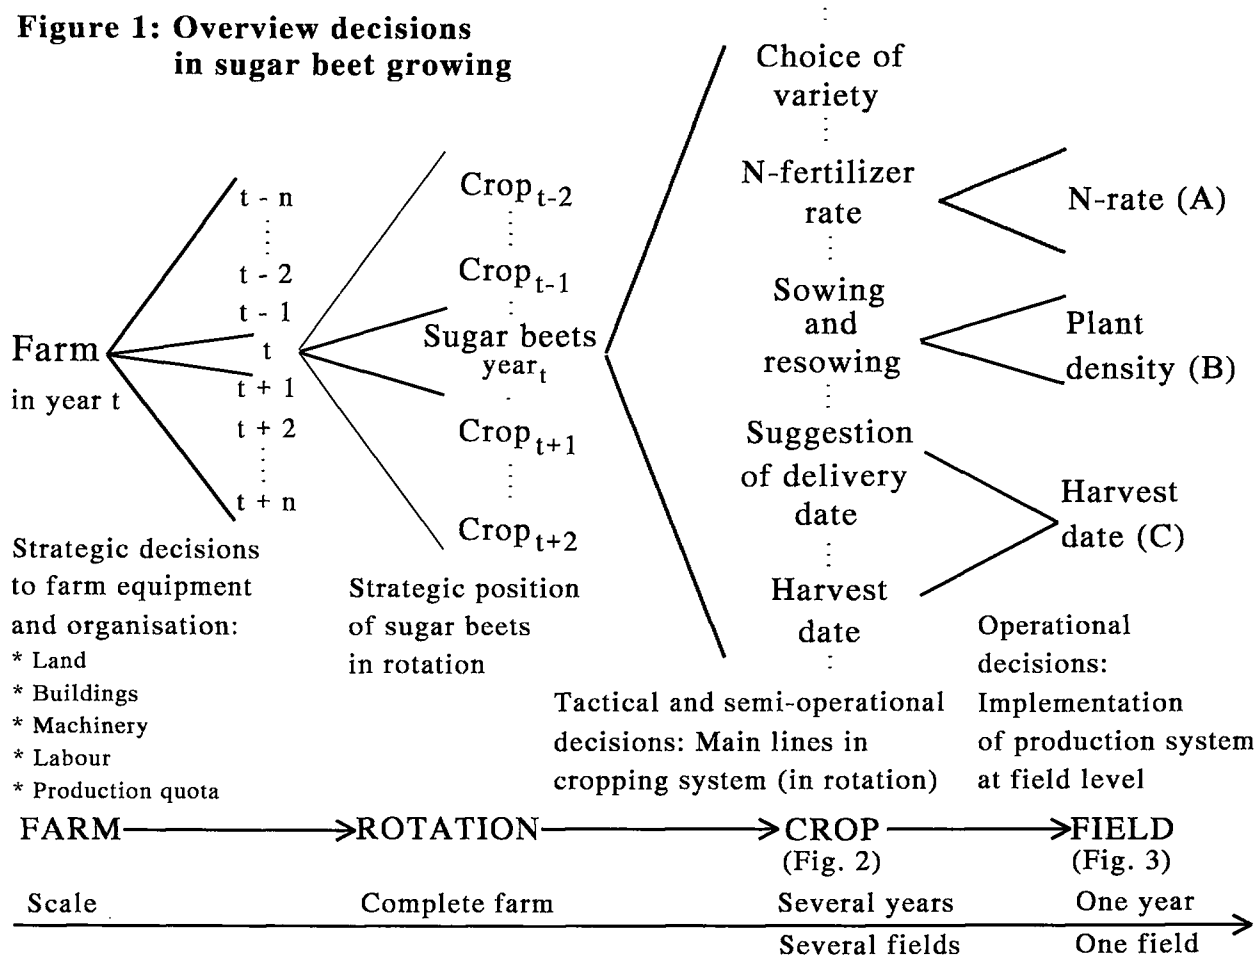 Figure 1: Overview decisions
in sugar beet growing
Farm
in year t
t - n
t - 2
t - 1
t
t + 1
t + 2
t + n
Strategic decisions
to farm equipment
and organisation:
* Land
* Buildings
* Machinery
* Labour
* Production quota
Crop t-2
Crop t-1
Sugar beets
year t
Crop t+1
Crop t+2
Strategic position
of sugar beets
in rotation
Choice of
variety
N-fertilizer
rate
Sowing
and
resowing
Suggestion
of delivery
date
Harvest
date
Tactical and semi-operational
decisions: Main lines in
cropping system (in rotation)
N-rate (A)
Plant
density (B)
Harvest
date (C)
Operational
decisions:
Implementation
of production system
at field level
FARM ROTATION CROP FIELD
(Fig. 2) (Fig. 3)
Scale Complete farm Several years One year
Several fields One field